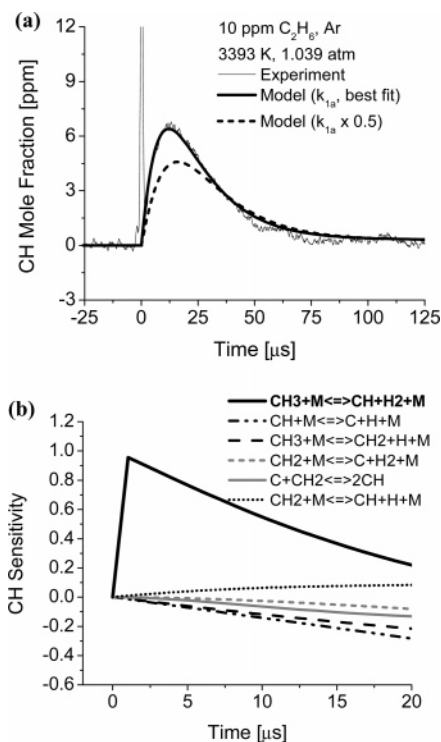 (a)
10 ppm C₂H₆, Ar
3393 K, 1.039 atm
Experiment
Model (k₁ₐ, best fit)
Model (k₁ₐ x 0.5)
12
9
6
3
0
-3
CH Mole Fraction [ppm]
-25 0 25 50 75 100 125
Time [μs]
(b)
CH3+M<=>CH+H2+M
CH+M<=>C+H+M
CH3+M<=>CH2+H+M
CH2+M<=>C+H2+M
C+CH2<=>2CH
CH2+M<=>CH+H+M
1.2
1.0
0.8
0.6
0.4
0.2
0.0
-0.2
-0.4
-0.6
CH Sensitivity
0 5 10 15 20
Time [μs]